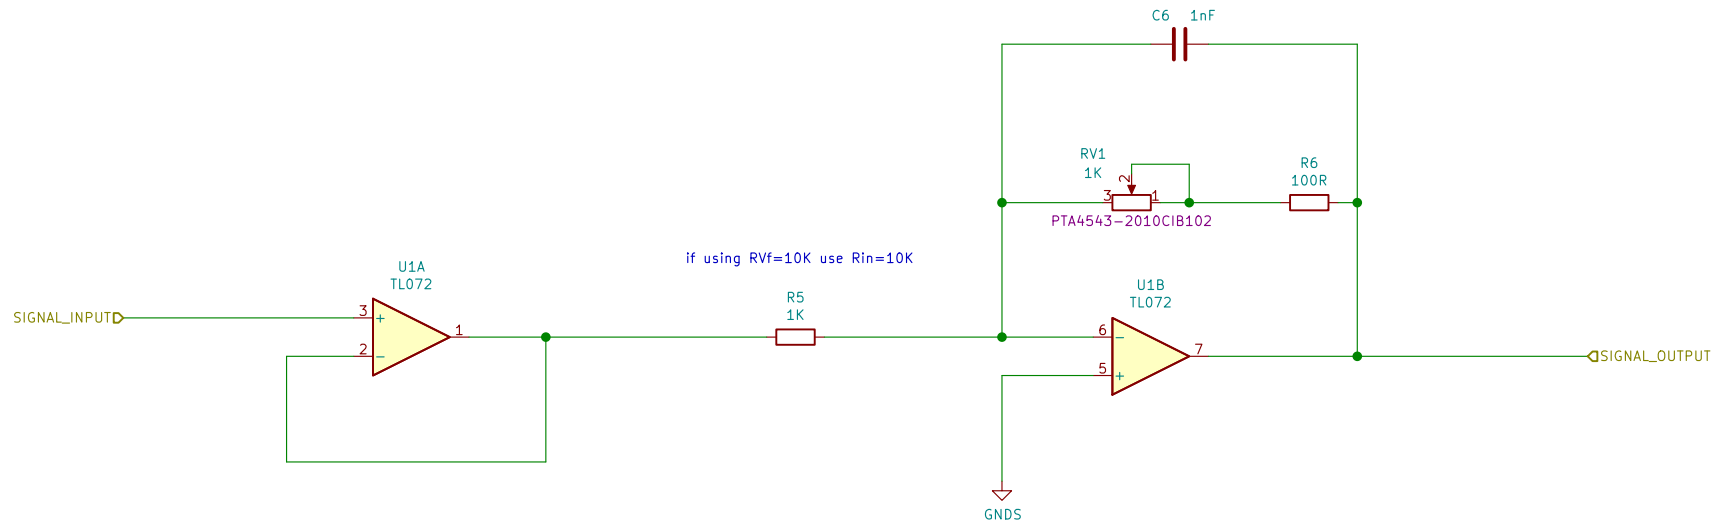 C6 1nF
RV1
1K
2
3
1
PTA4543-2010CIB102
R6
100R
if using RVf=10K use Rin=10K
U1A
TL072
SIGNAL_INPUT
3
+
2
−
1
R5
1K
U1B
TL072
6
−
5
+
7
SIGNAL_OUTPUT
GNDS